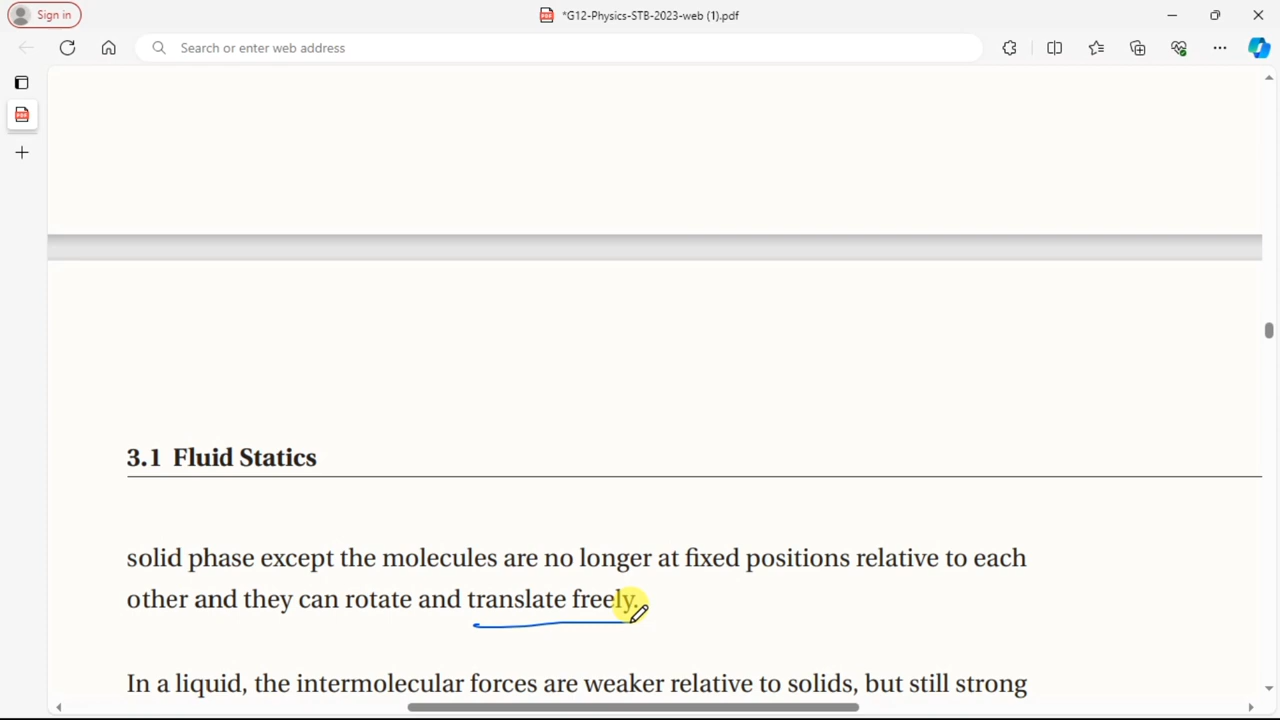 Sign in
*G12-Physics-STB-2023-web (1).pdf
Search or enter web address
3.1 Fluid Statics
solid phase except the molecules are no longer at fixed positions relative to each
other and they can rotate and translate freely.
In a liquid, the intermolecular forces are weaker relative to solids, but still strong